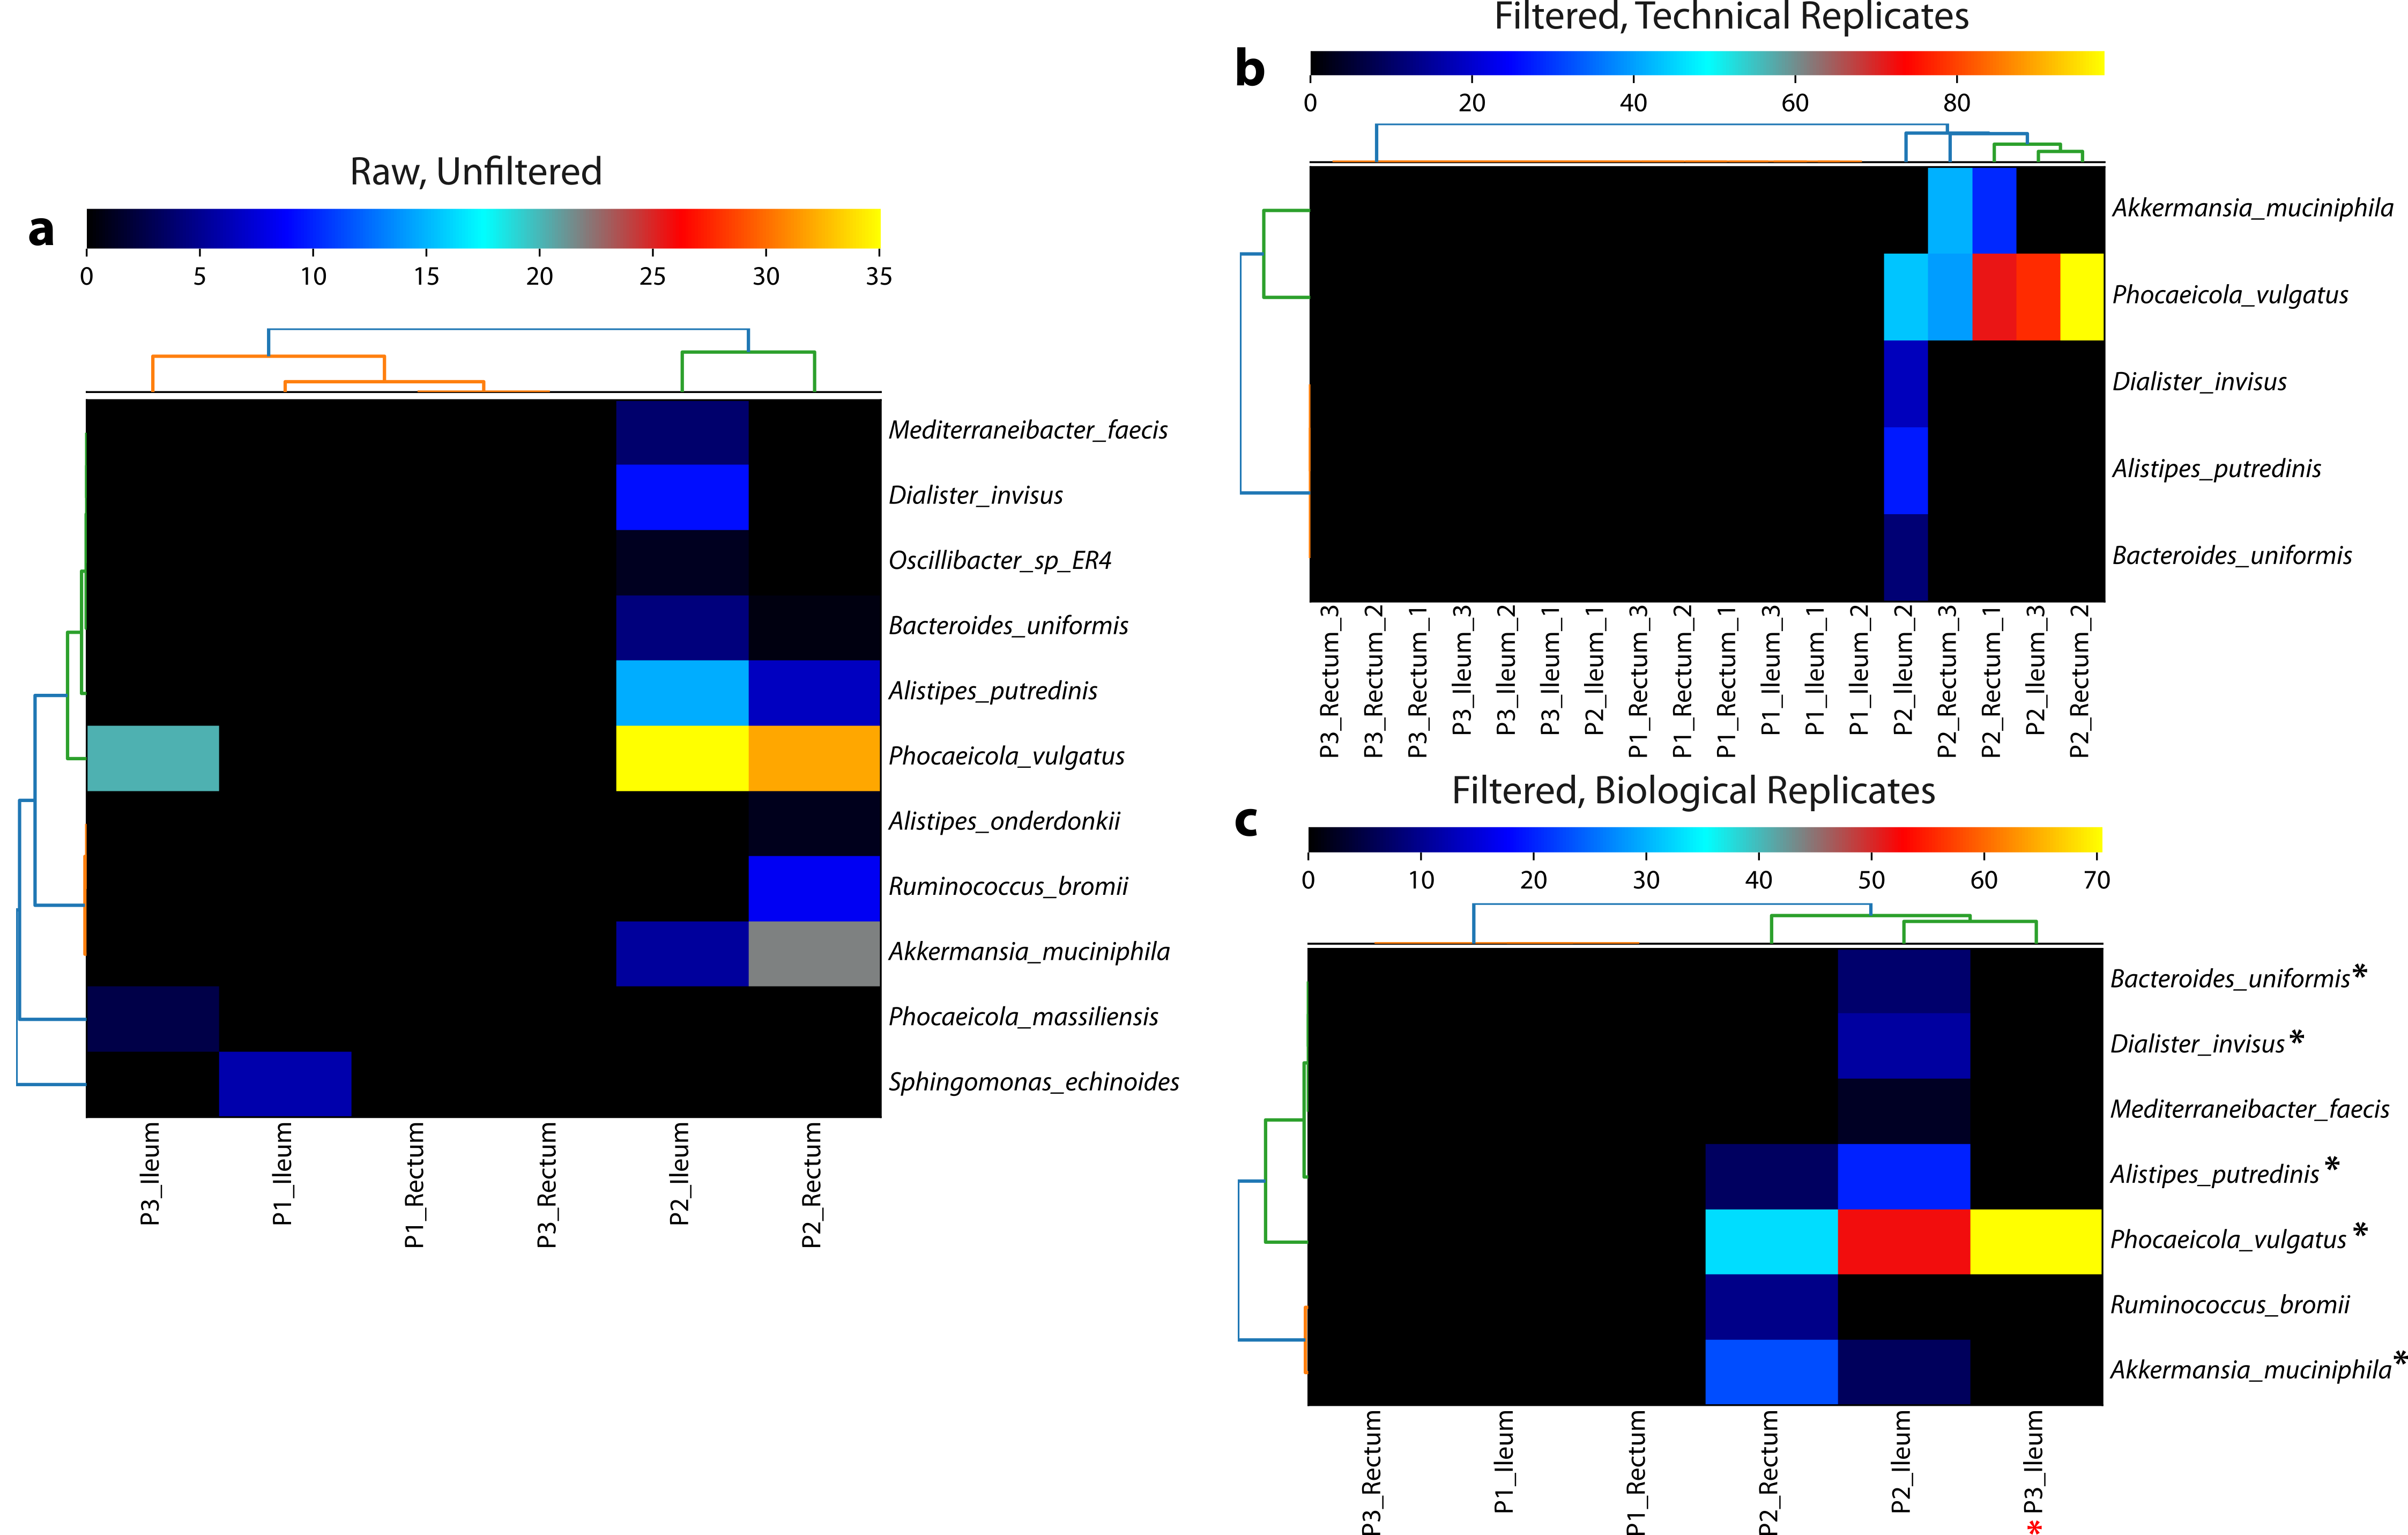 Raw, Unfiltered
a
0 5 10 15 20 25 30 35
Mediterraneibacter_faecis
Dialister_invisus
Oscillibacter_sp_ER4
Bacteroides_uniformis
Alistipes_putredinis
Phocaeicola_vulgatus
Alistipes_onderdonkii
Ruminococcus_bromii
Akkermansia_muciniphila
Phocaeicola_massiliensis
Sphingomonas_echinoides
P3_Ileum
P1_Ileum
P1_Rectum
P3_Rectum
P2_Ileum
P2_Rectum
Filtered, Technical Replicates
b
0 20 40 60 80
Akkermansia_muciniphila
Phocaeicola_vulgatus
Dialister_invisus
Alistipes_putredinis
Bacteroides_uniformis
P3_Rectum_3
P3_Rectum_2
P3_Rectum_1
P3_Ileum_3
P3_Ileum_2
P3_Ileum_1
P2_Ileum_1
P1_Rectum_3
P1_Rectum_2
P1_Rectum_1
P1_Ileum_3
P1_Ileum_1
P1_Ileum_2
P2_Ileum_2
P2_Rectum_3
P2_Rectum_1
P2_Ileum_3
P2_Rectum_2
Filtered, Biological Replicates
c
0 10 20 30 40 50 60 70
Bacteroides_uniformis*
Dialister_invisus*
Mediterraneibacter_faecis
Alistipes_putredinis*
Phocaeicola_vulgatus*
Ruminococcus_bromii
Akkermansia_muciniphila*
P3_Rectum
P1_Ileum
P1_Rectum
P2_Rectum
P2_Ileum
* P3_Ileum